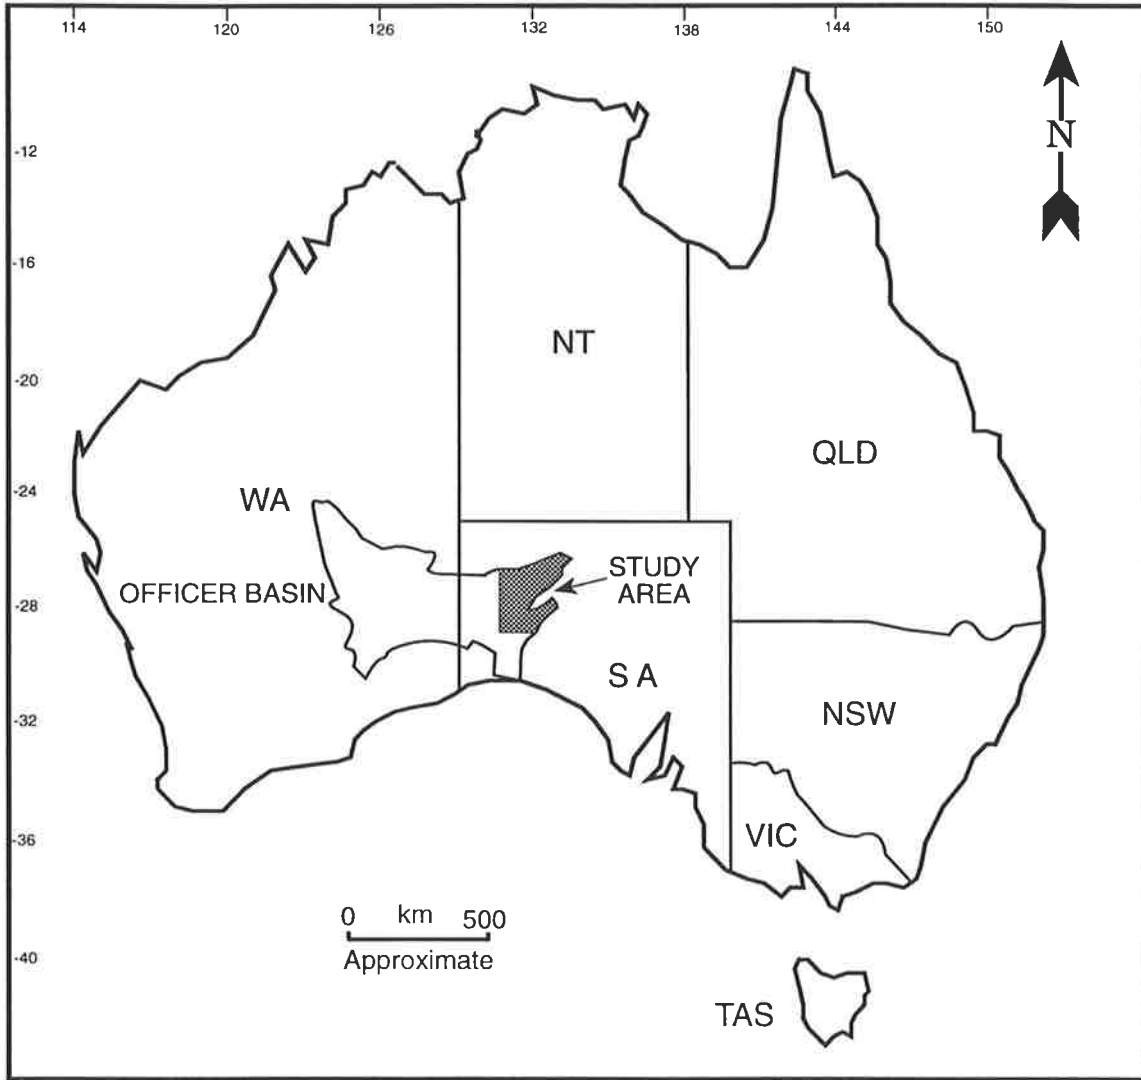 114
120
126
132
138
144
150
N
-12
-16
-20
-24
-28
-32
-36
-40
NT
QLD
WA
OFFICER BASIN
STUDY
AREA
S A
NSW
VIC
0 km 500
Approximate
TAS